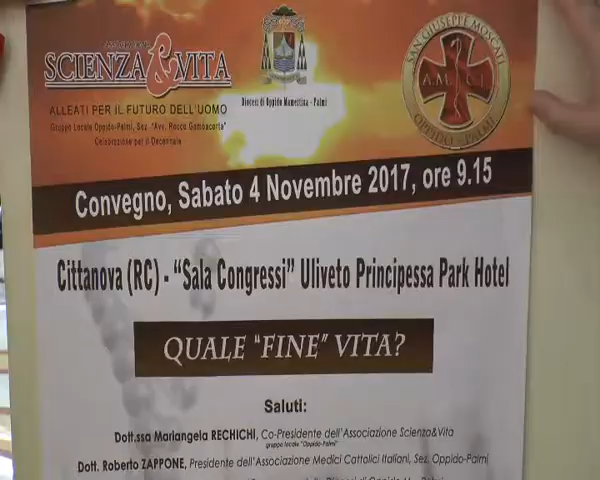 ASSOCIAZIONE
SCIENZA & VITA
ALLEATI PER IL FUTURO DELL'UOMO
Gruppo Locale Oppido-Palmi, Sez. "Avv. Rocco Gamascerta"
Celebrazione per il Decennale
Diocesi di Oppido Mamertina - Palmi
SAN GIUSEPPE MOSCATI
A.M.C.I.
OPPIDO - PALMI
Convegno, Sabato 4 Novembre 2017, ore 9.15
Cittanova (RC) - "Sala Congressi" Uliveto Principessa Park Hotel
QUALE "FINE" VITA?
Saluti:
Dott.ssa Mariangela RECHICHI, Co-Presidente dell'Associazione Scienza&Vita
gruppo locale "Oppido-Palmi"
Dott. Roberto ZAPPONE, Presidente dell'Associazione Medici Cattolici Italiani, Sez. Oppido-Palmi